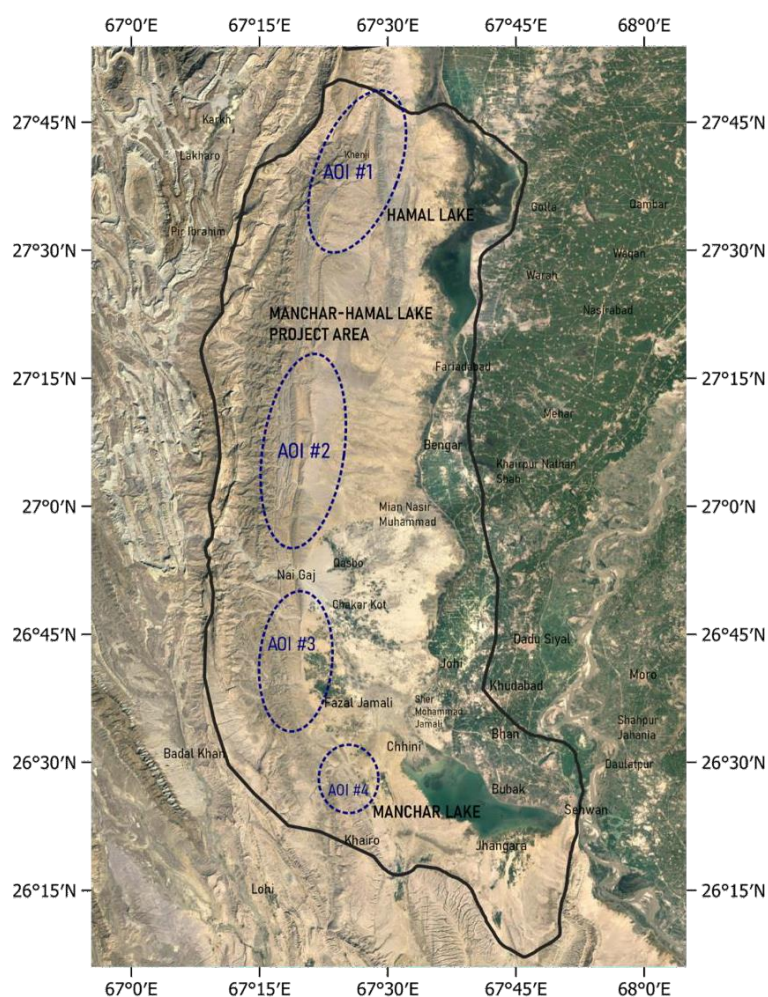 67°0′E 67°15′E 67°30′E 67°45′E 68°0′E
27°45′N 27°45′N
Karkh
Lakharo
Khenji
AOI #1
HAMAL LAKE
Golla
Qambar
Pir Ibrahim
27°30′N 27°30′N
Wagan
Warah
Nasirabad
MANCHAR-HAMAL LAKE
PROJECT AREA
Faridabad
27°15′N 27°15′N
Mehar
AOI #2
Bengar
Khairpur Nathan
Shah
27°0′N 27°0′N
Mian Nasir
Muhammad
Qasbo
Nai Gaj
Chakar Kot
26°45′N 26°45′N
AOI #3
Dadu Siyal
Johi
Moro
Khudabad
Fazal Jamali
Sher
Mohammad
Jamali
Shahpur
Jahania
Bhan
Chhini
Badal Khan
26°30′N 26°30′N
Daulatpur
AOI #4
Bubak
MANCHAR LAKE
Sehwan
Khairo
Jhangara
26°15′N 26°15′N
Lohi
67°0′E 67°15′E 67°30′E 67°45′E 68°0′E